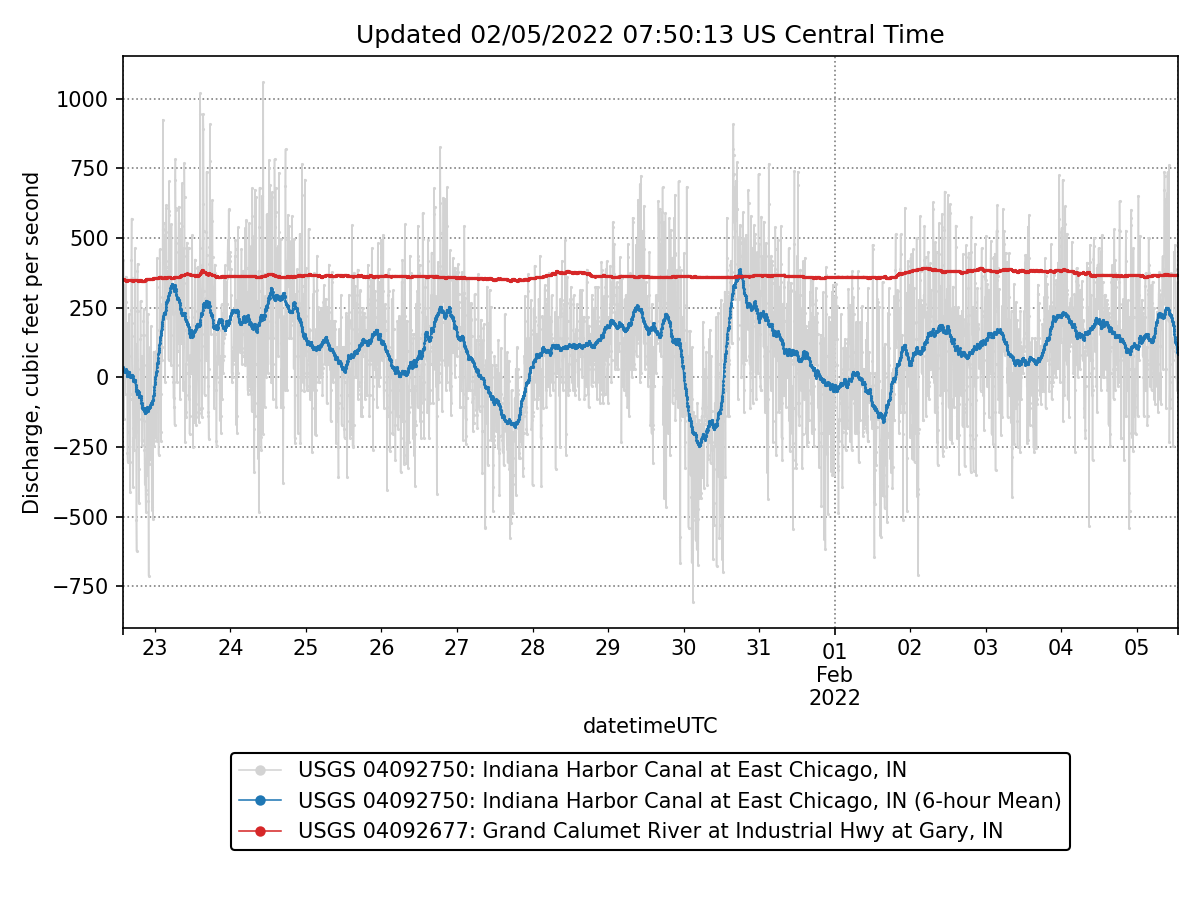 Updated 02/05/2022 07:50:13 US Central Time
Discharge, cubic feet per second
1000
750
500
250
0
−250
−500
−750
23 24 25 26 27 28 29 30 31 01 02 03 04 05
Feb
2022
datetimeUTC
USGS 04092750: Indiana Harbor Canal at East Chicago, IN
USGS 04092750: Indiana Harbor Canal at East Chicago, IN (6-hour Mean)
USGS 04092677: Grand Calumet River at Industrial Hwy at Gary, IN